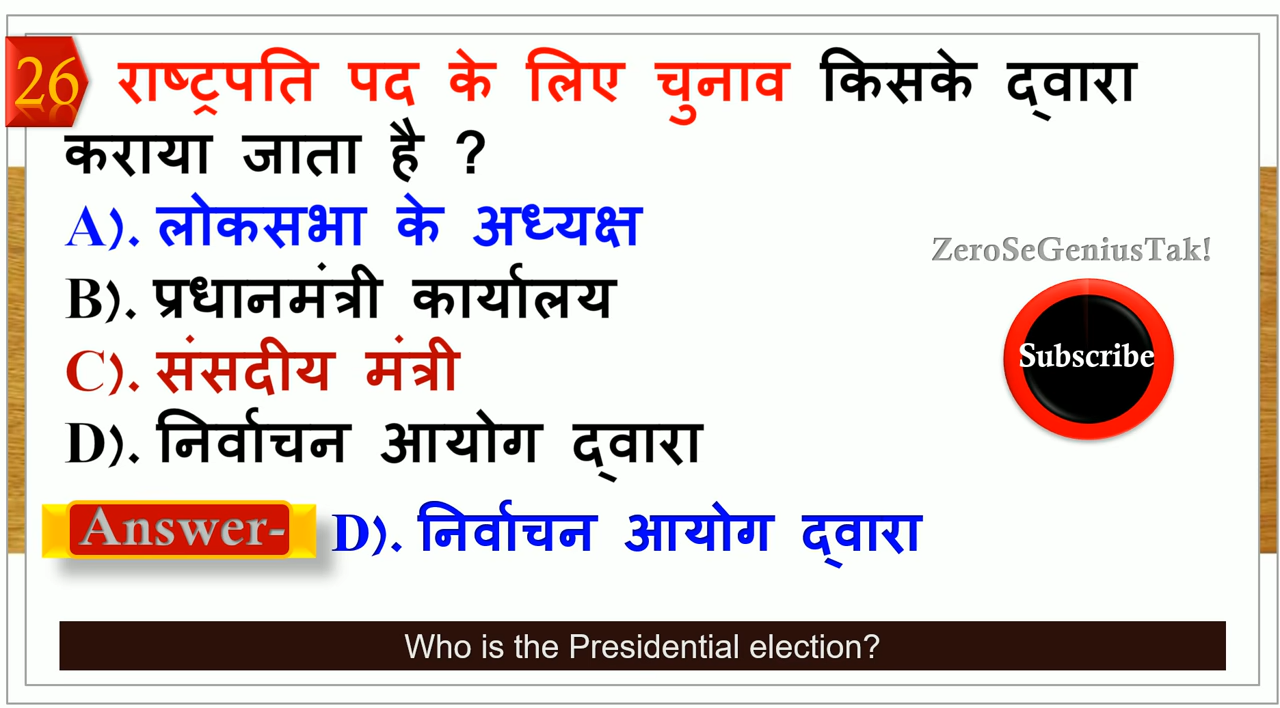 26 राष्ट्रपति पद के लिए चुनाव किसके द्वारा
कराया जाता है ?
A). लोकसभा के अध्यक्ष
B). प्रधानमंत्री कार्यालय
C). संसदीय मंत्री
D). निर्वाचन आयोग द्वारा
ZeroSeGeniusTak!
Subscribe
Answer- D). निर्वाचन आयोग द्वारा
Who is the Presidential election?